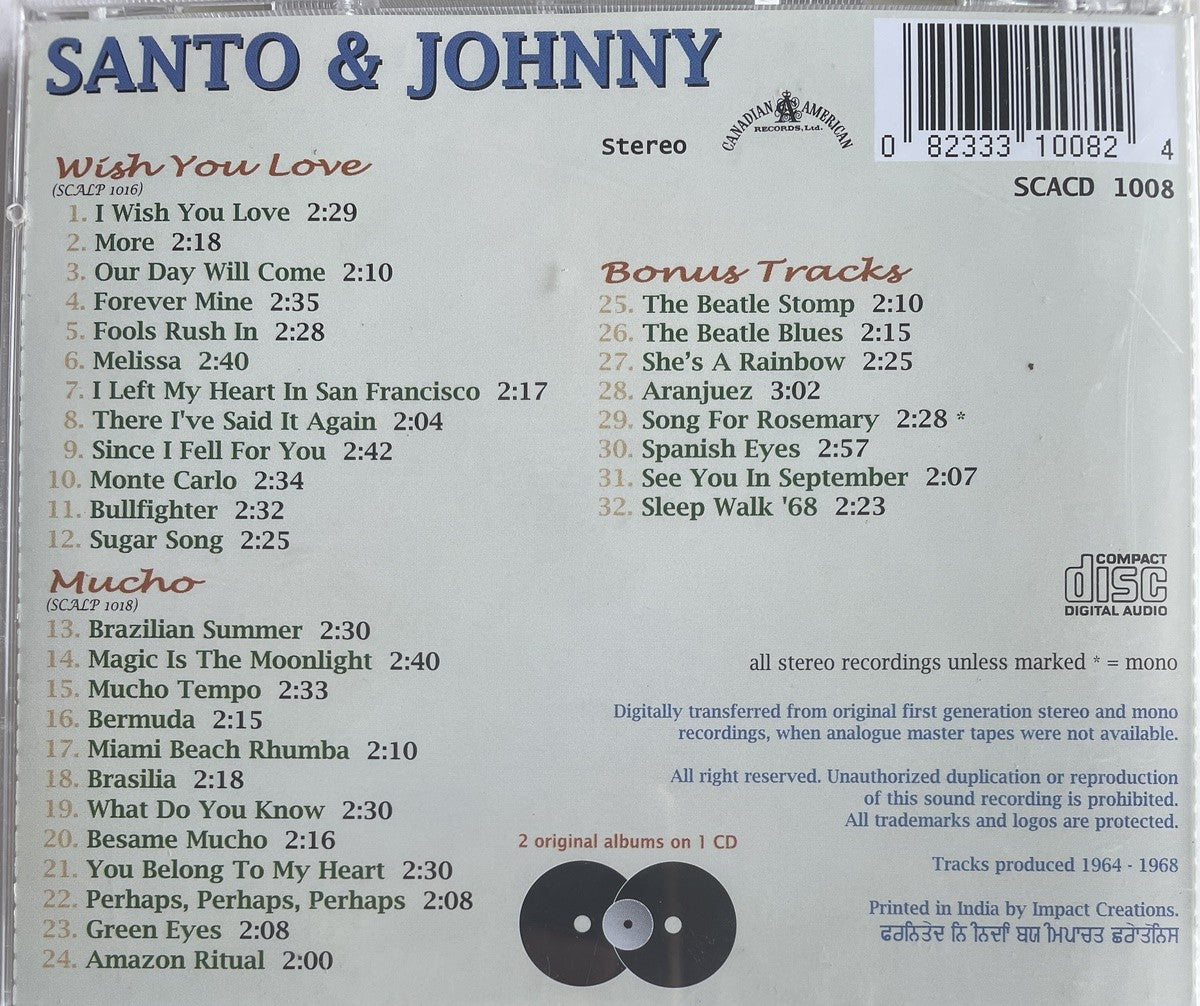 SANTO & JOHNNY
Stereo
CANADIAN AMERICAN
RECORDS, Ltd.
0 82333 10082 4
SCACD 1008
Wish You Love
(SCALP 1016)
1. I Wish You Love 2:29
2. More 2:18
3. Our Day Will Come 2:10
4. Forever Mine 2:35
5. Fools Rush In 2:28
6. Melissa 2:40
7. I Left My Heart In San Francisco 2:17
8. There I've Said It Again 2:04
9. Since I Fell For You 2:42
10. Monte Carlo 2:34
11. Bullfighter 2:32
12. Sugar Song 2:25
Mucho
(SCALP 1018)
13. Brazilian Summer 2:30
14. Magic Is The Moonlight 2:40
15. Mucho Tempo 2:33
16. Bermuda 2:15
17. Miami Beach Rhumba 2:10
18. Brasilia 2:18
19. What Do You Know 2:30
20. Besame Mucho 2:16
21. You Belong To My Heart 2:30
22. Perhaps, Perhaps, Perhaps 2:08
23. Green Eyes 2:08
24. Amazon Ritual 2:00
Bonus Tracks
25. The Beatle Stomp 2:10
26. The Beatle Blues 2:15
27. She's A Rainbow 2:25
28. Aranjuez 3:02
29. Song For Rosemary 2:28 *
30. Spanish Eyes 2:57
31. See You In September 2:07
32. Sleep Walk '68 2:23
COMPACT
disc
DIGITAL AUDIO
all stereo recordings unless marked * = mono
Digitally transferred from original first generation stereo and mono
recordings, when analogue master tapes were not available.
All right reserved. Unauthorized duplication or reproduction
of this sound recording is prohibited.
All trademarks and logos are protected.
2 original albums on 1 CD
Tracks produced 1964 - 1968
Printed in India by Impact Creations.